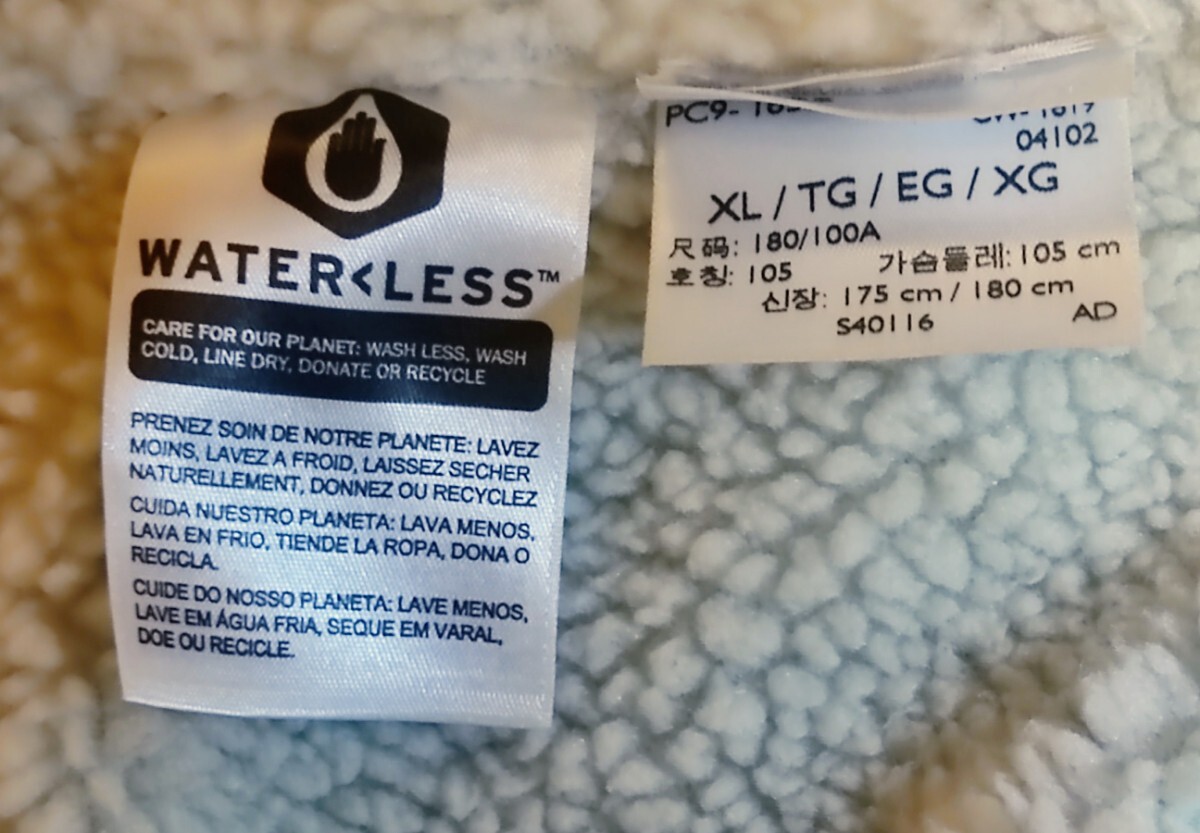 WATER<LESS™
CARE FOR OUR PLANET: WASH LESS, WASH
COLD, LINE DRY, DONATE OR RECYCLE
PRENEZ SOIN DE NOTRE PLANETE: LAVEZ
MOINS, LAVEZ A FROID, LAISSEZ SECHER
NATURELLEMENT, DONNEZ OU RECYCLEZ
CUIDA NUESTRO PLANETA: LAVA MENOS,
LAVA EN FRIO, TIENDE LA ROPA, DONA O
RECICLA.
CUIDE DO NOSSO PLANETA: LAVE MENOS,
LAVE EM ÁGUA FRIA, SEQUE EM VARAL,
DOE OU RECICLE.
04102
XL / TG / EG / XG
尺码: 180/100A
호칭: 105 가슴둘레: 105 cm
신장: 175 cm / 180 cm
S40116 AD